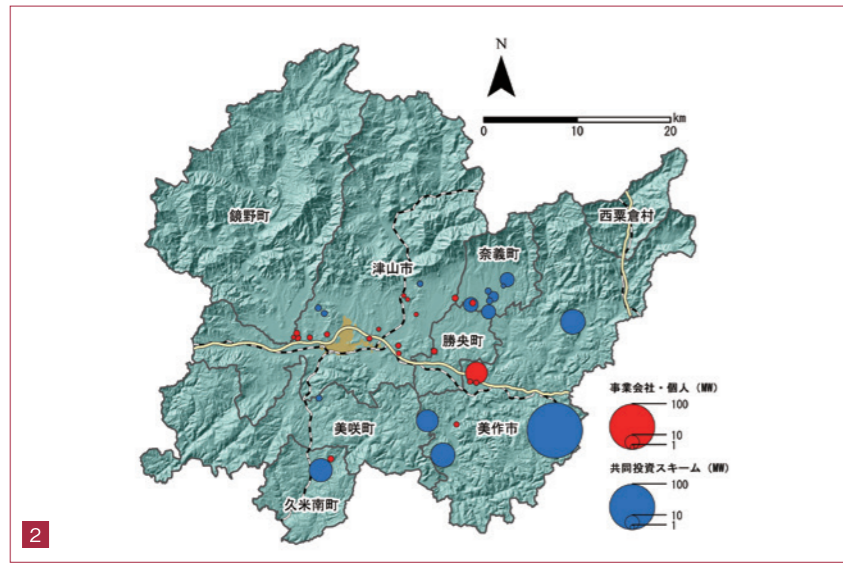 N
km
0 10 20
西粟倉村
鏡野町
奈義町
津山市
勝央町
事業会社・個人 (MW)
100
10
1
美咲町
美作市
共同投資スキーム (MW)
100
10
1
久米南町
2